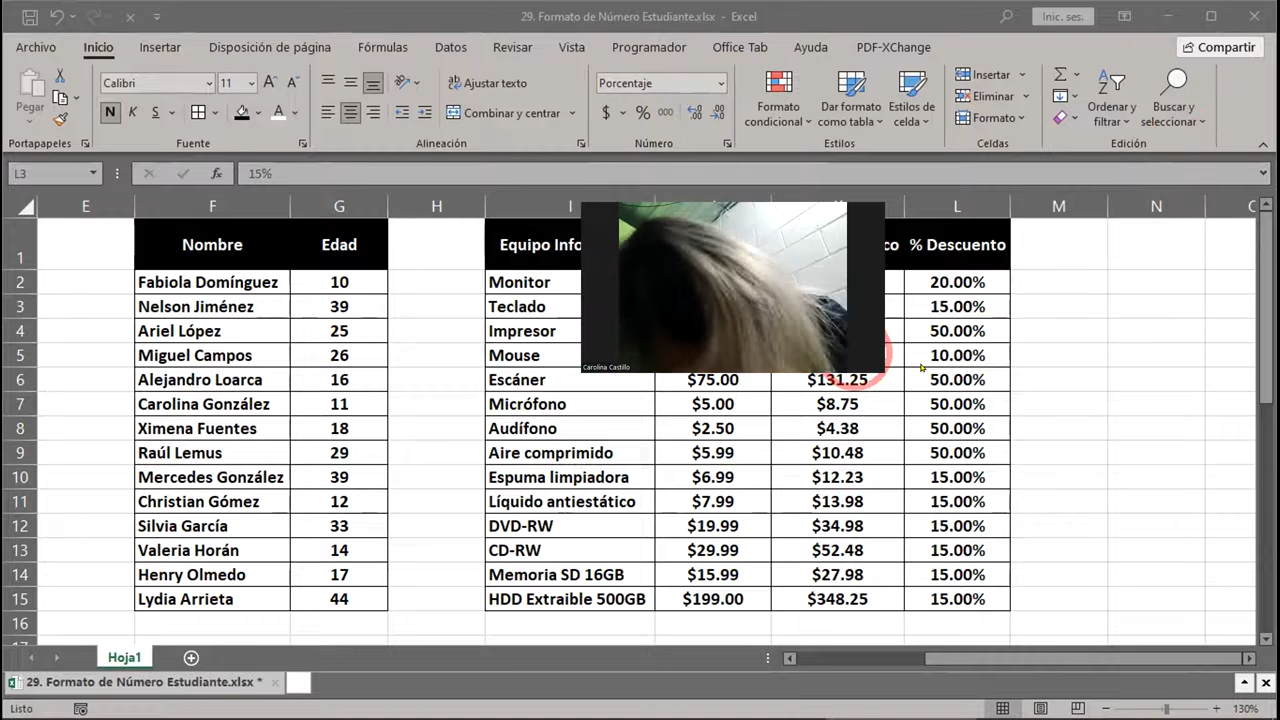 29. Formato de Número Estudiante.xlsx - Excel
Inic. ses.
Archivo Inicio Insertar Disposición de página Fórmulas Datos Revisar Vista Programador Office Tab Ayuda PDF-XChange Compartir
Pegar
Calibri 11
N K S
Ajustar texto
Combinar y centrar
Porcentaje
$ % 000
Formato condicional
Dar formato como tabla
Estilos de celda
Insertar
Eliminar
Formato
Ordenar y filtrar
Buscar y seleccionar
Portapapeles Fuente Alineación Número Estilos Celdas Edición
L3 fx 15%
E F G H I L M N
1 Nombre Edad Equipo Info co % Descuento
2 Fabiola Domínguez 10 Monitor 20.00%
3 Nelson Jiménez 39 Teclado 15.00%
4 Ariel López 25 Impresor 50.00%
5 Miguel Campos 26 Mouse 10.00%
Carolina Castillo
6 Alejandro Loarca 16 Escáner $75.00 $131.25 50.00%
7 Carolina González 11 Micrófono $5.00 $8.75 50.00%
8 Ximena Fuentes 18 Audífono $2.50 $4.38 50.00%
9 Raúl Lemus 29 Aire comprimido $5.99 $10.48 50.00%
10 Mercedes González 39 Espuma limpiadora $6.99 $12.23 15.00%
11 Christian Gómez 12 Líquido antiestático $7.99 $13.98 15.00%
12 Silvia García 33 DVD-RW $19.99 $34.98 15.00%
13 Valeria Horán 14 CD-RW $29.99 $52.48 15.00%
14 Henry Olmedo 17 Memoria SD 16GB $15.99 $27.98 15.00%
15 Lydia Arrieta 44 HDD Extraible 500GB $199.00 $348.25 15.00%
16
Hoja1
29. Formato de Número Estudiante.xlsx *
Listo 130%